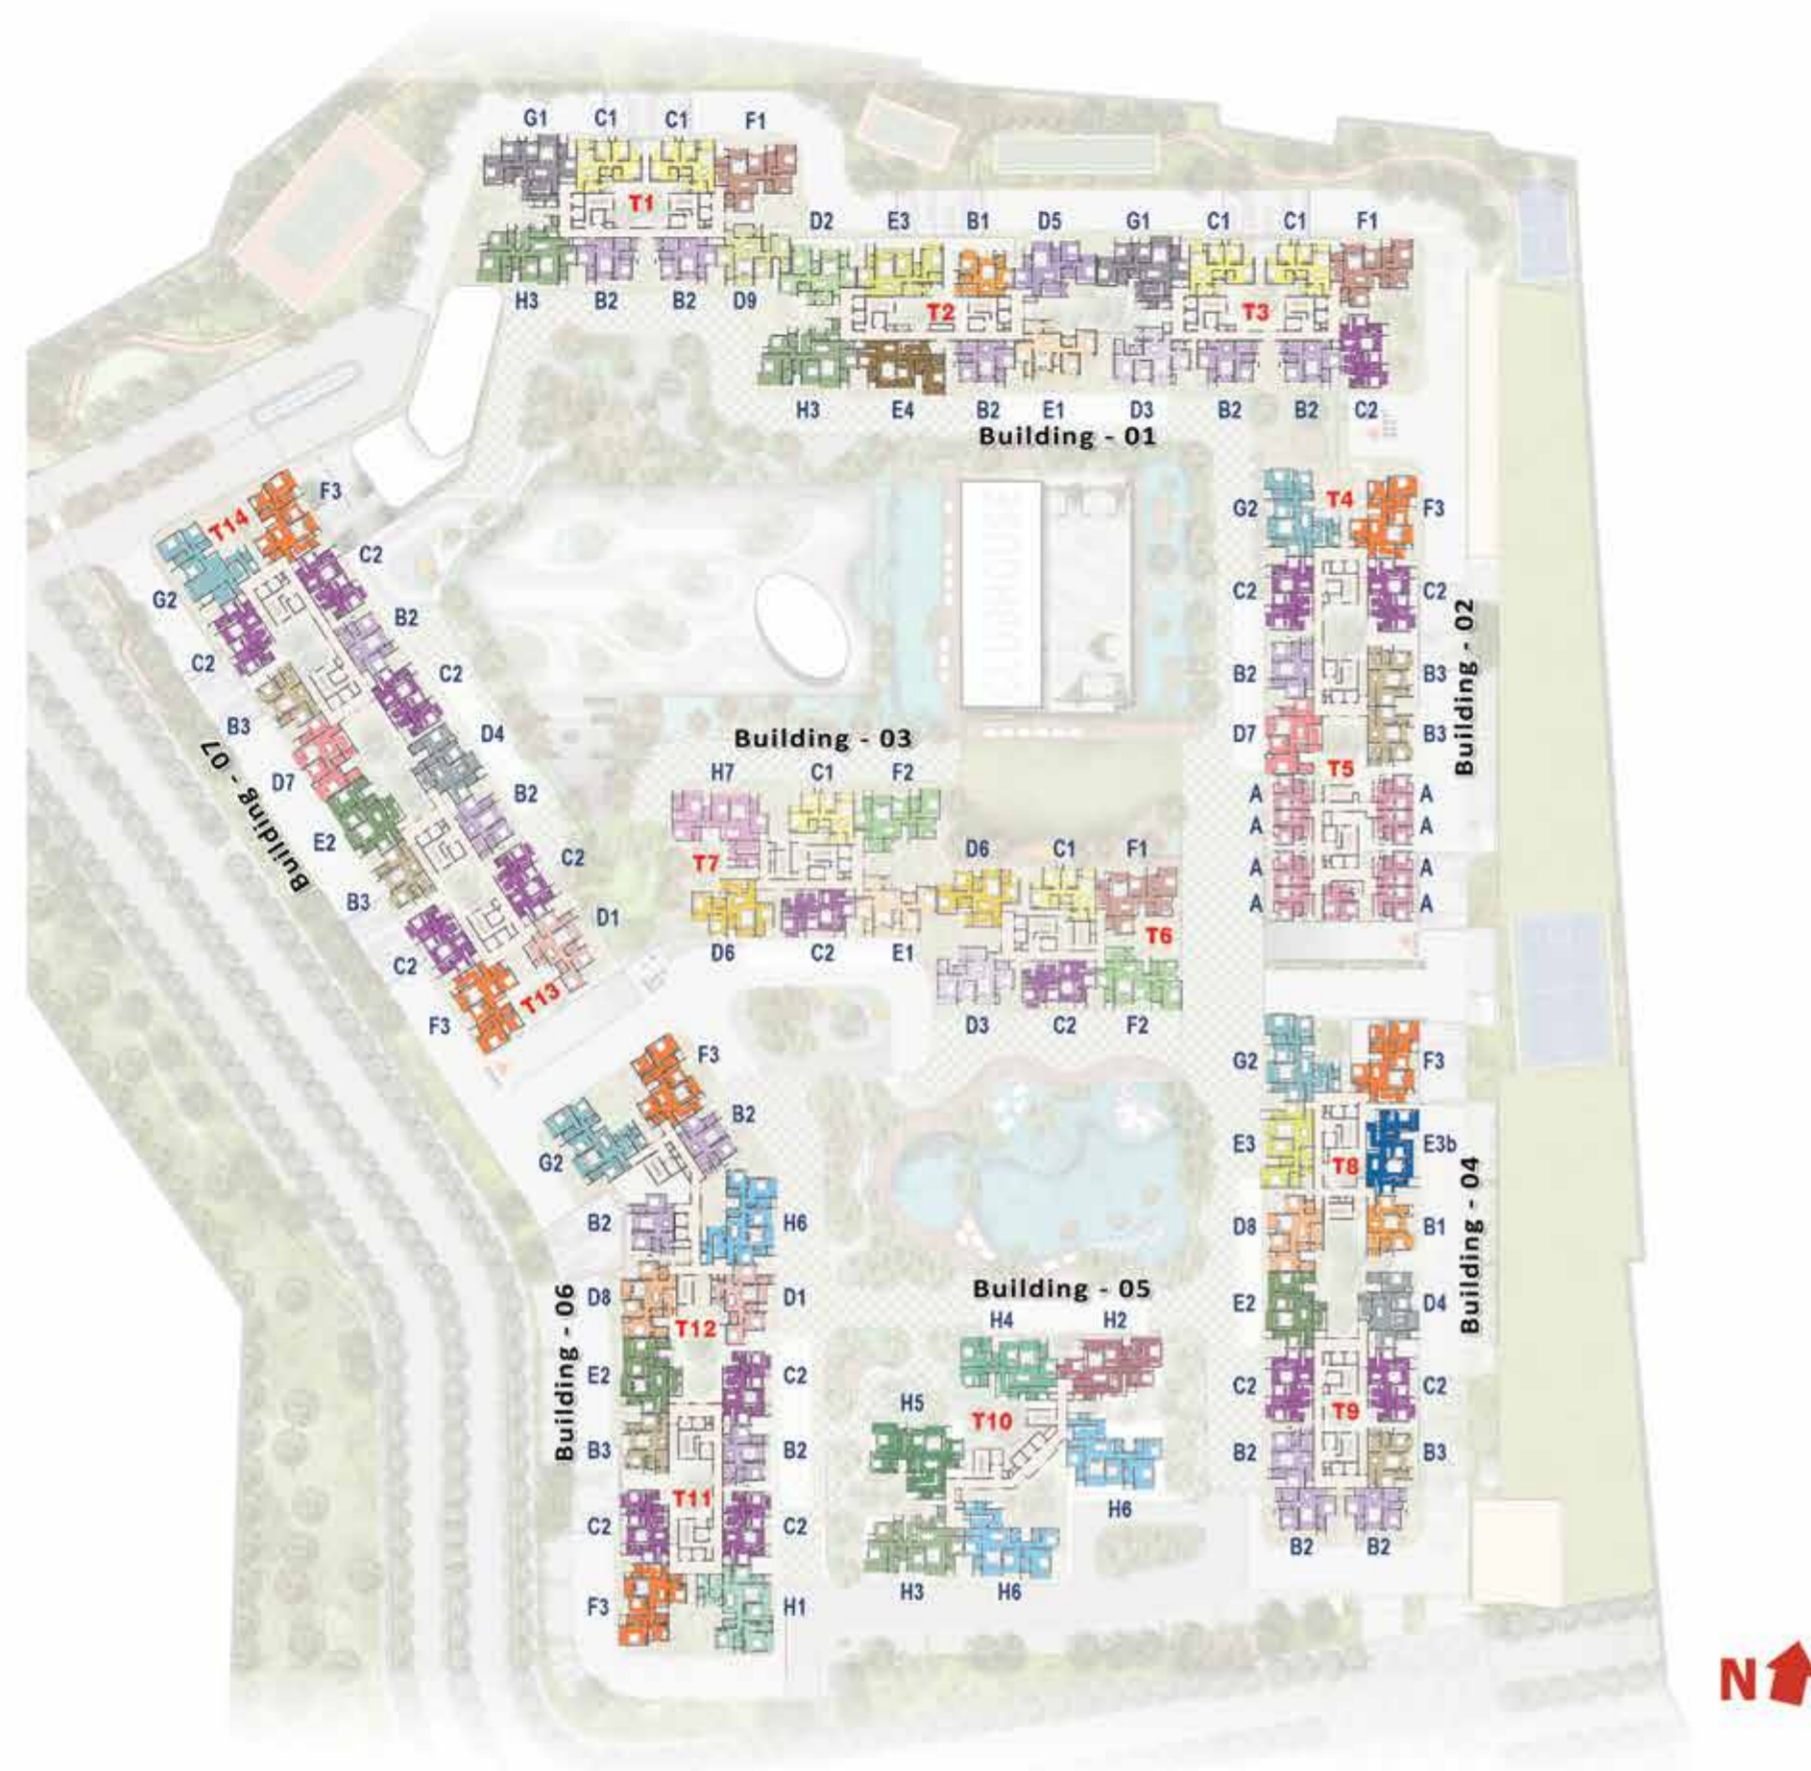 G1 C1 C1 F1
T1
H3 B2 B2 D9
D2 E3 B1 D5 G1 C1 C1 F1
T2 T3
H3 E4 B2 E1 D3 B2 B2 C2
Building - 01
CLUBHOUSE
G2 T4 F3
C2 C2
B2 B3
D7 B3
T5
A A
A A
A A
A A
Building - 02
F3
T14
C2
G2
B2
C2
C2
B3
D4
D7
B2
E2
C2
B3
D1
C2
T13
F3
Building - 07
Building - 03
H7 C1 F2
T7
D6 C2 E1
D6 C1 F1
T6
D3 C2 F2
G2 F3
E3 T8 E3b
D8 B1
E2 D4
C2 T9 C2
B2 B3
B2 B2
Building - 04
F3
B2
G2
B2 H6
D8 D1
T12
E2 C2
B3 B2
T11
C2 C2
F3 H1
Building - 06
Building - 05
H4 H2
H5
T10
H6
H3 H6
N